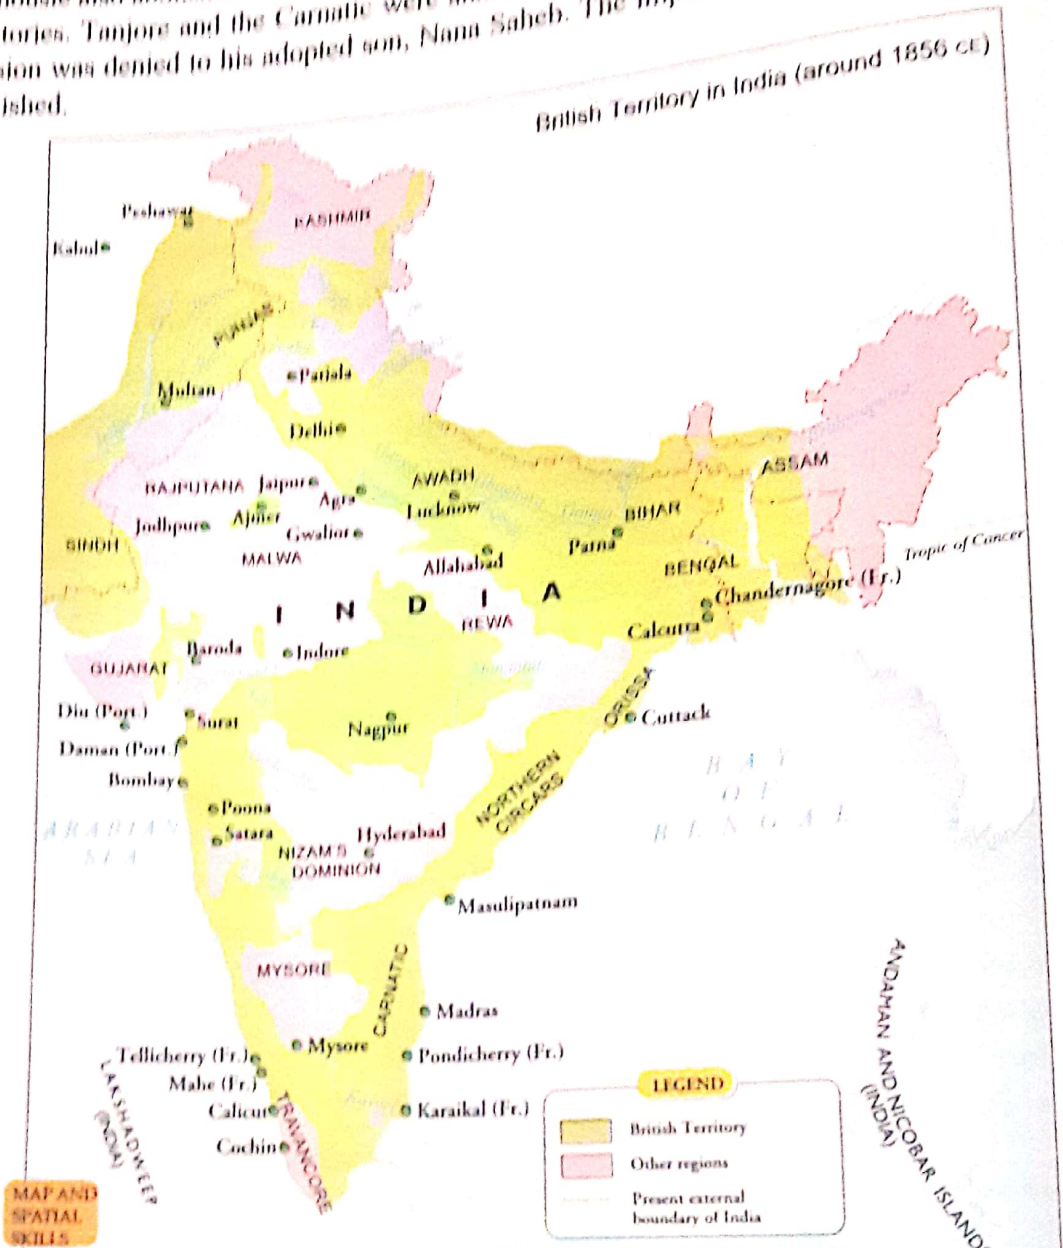 tories. Tanjore and the Carnatic were
sion was denied to his adopted son, Nana Saheb. The
ished.
British Territory in India (around 1856 CE)
KASHMIR
Peshawar
Kabul
PUNJAB
Patiala
Multan
Delhi
ASSAM
RAJPUTANA Jaipur
AWADH
Agra
Lucknow
Ajmer
Jodhpur
Gwalior
BIHAR
SINDH
MALWA
Patna
Allahabad
BENGAL
Tropic of Cancer
Chandernagore (Fr.)
I N D I A
REWA
Calcutta
Baroda
Indore
GUJARAT
ORISSA
Diu (Port.)
Surat
Nagpur
Cuttack
Daman (Port.)
Bombay
NORTHERN
CIRCARS
BAY
OF
BENGAL
Poona
ARABIAN
SEA
Satara
Hyderabad
NIZAM'S
DOMINION
Masulipatnam
MYSORE
CARNATIC
Madras
Mysore
Tellicherry (Fr.)
Pondicherry (Fr.)
Mahe (Fr.)
Calicut
Karaikal (Fr.)
Cochin
TRAVANCORE
LAKSHADWEEP
(INDIA)
ANDAMAN AND NICOBAR ISLANDS
(INDIA)
LEGEND
British Territory
Other regions
Present external
boundary of India
MAP AND
SPATIAL
SKILLS